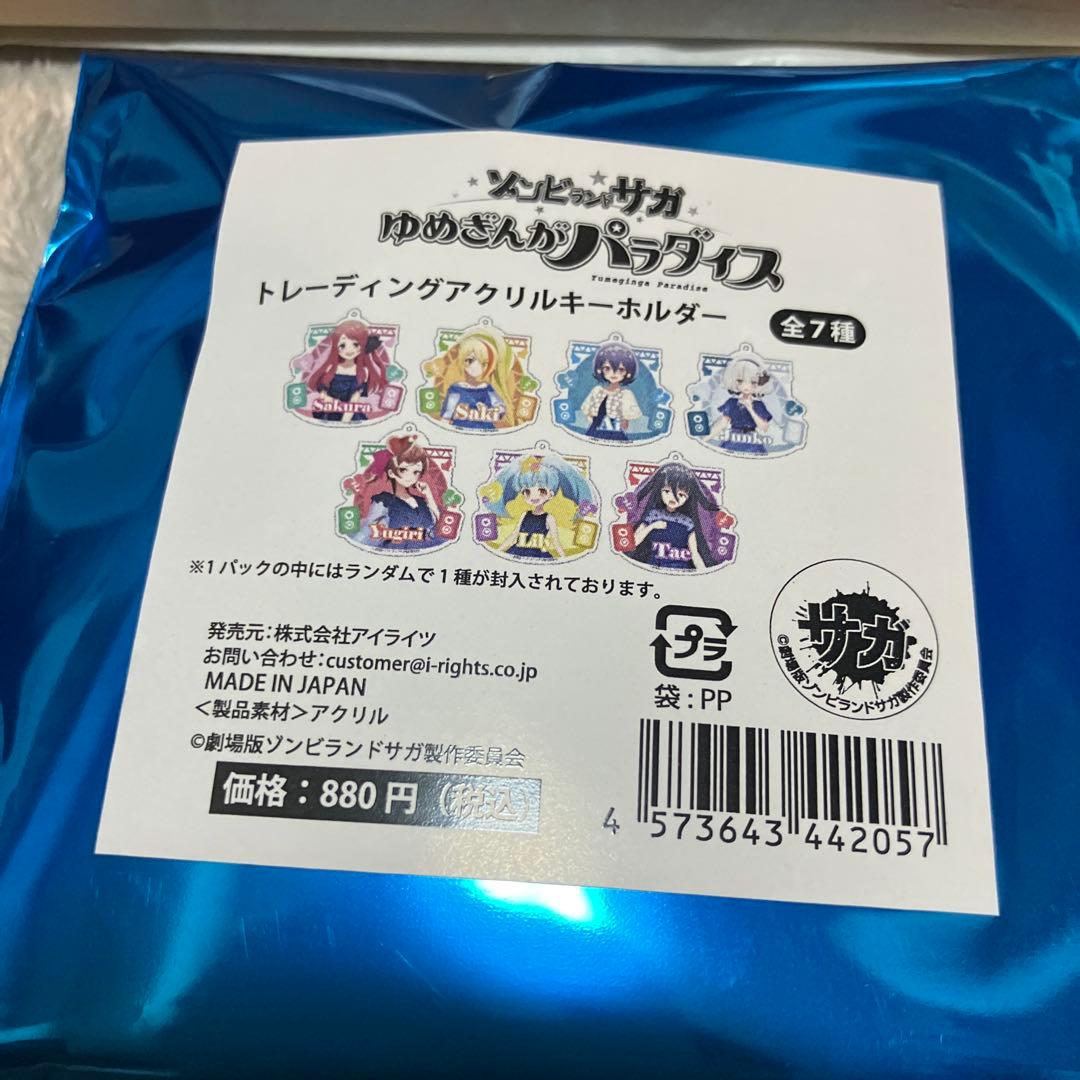 ゾンビランドサガ
ゆめぎんがパラダイス
Yumeginga Paradise
トレーディングアクリルキーホルダー
全7種
Sakura
Saki
Ai
Junko
Yugiri
Lily
Tae
※1パックの中にはランダムで1種が封入されております。
発売元:株式会社アイライツ
お問い合わせ:customer@i-rights.co.jp
MADE IN JAPAN
<製品素材>アクリル
©劇場版ゾンビランドサガ製作委員会
価格:880円(税込)
プラ
袋:PP
サガ
©劇場版 ゾンビランドサガ製作委員会
4 573643 442057